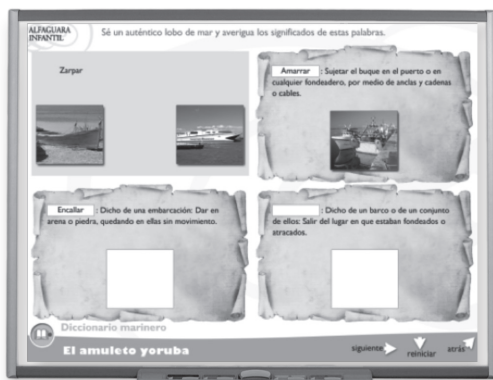 ALFAGUARA
INFANTIL
Sé un auténtico lobo de mar y averigua los significados de estas palabras.
Zarpar
Amarrar : Sujetar el buque en el puerto o en
cualquier fondeadero, por medio de anclas y cadenas
o cables.
Encallar : Dicho de una embarcación: Dar en
arena o piedra, quedando en ellas sin movimiento.
: Dicho de un barco o de un conjunto
de ellos: Salir del lugar en que estaban fondeados o
atracados.
Diccionario marinero
El amuleto yoruba
siguiente
reiniciar
atrás